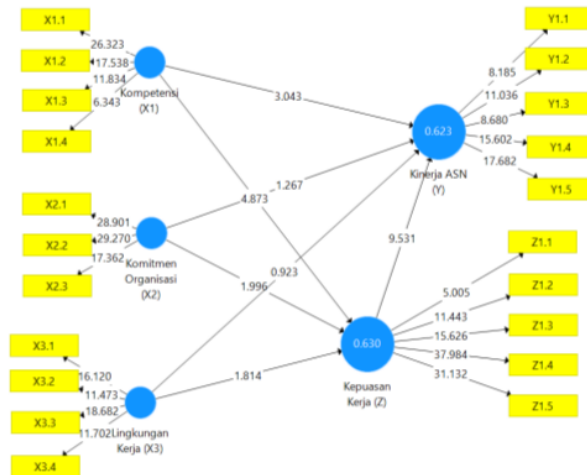 X1.1
X1.2
X1.3
X1.4
26.323
17.538
11.834
6.343
Kompetensi
(X1)
3.043
4.873
X2.1
X2.2
X2.3
28.901
29.270
17.362
Komitmen
Organisasi
(X2)
1.267
1.996
X3.1
X3.2
X3.3
X3.4
16.120
11.473
18.682
11.702
Lingkungan
Kerja (X3)
0.923
1.814
0.623
Kinerja ASN
(Y)
8.185
11.036
8.680
15.602
17.682
Y1.1
Y1.2
Y1.3
Y1.4
Y1.5
9.531
0.630
Kepuasan
Kerja (Z)
5.005
11.443
15.626
37.984
31.132
Z1.1
Z1.2
Z1.3
Z1.4
Z1.5